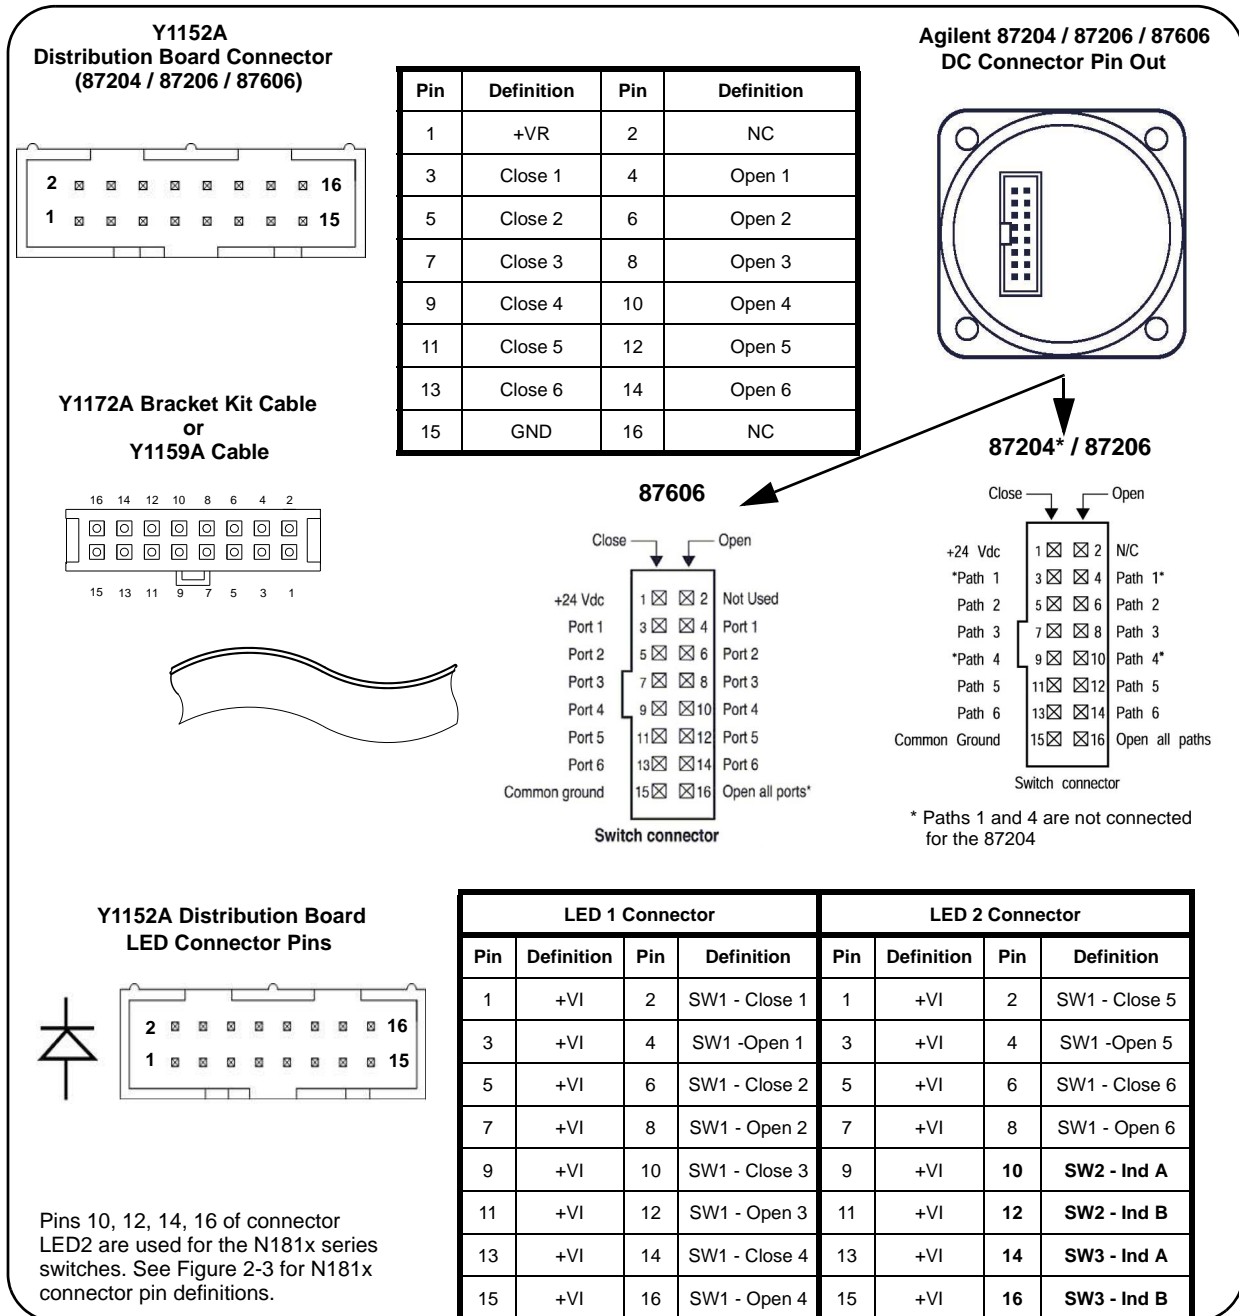 Y1152A
Distribution Board Connector
(87204 / 87206 / 87606)
2 16
1 15
Pin Definition Pin Definition
1 +VR 2 NC
3 Close 1 4 Open 1
5 Close 2 6 Open 2
7 Close 3 8 Open 3
9 Close 4 10 Open 4
11 Close 5 12 Open 5
13 Close 6 14 Open 6
15 GND 16 NC
Agilent 87204 / 87206 / 87606
DC Connector Pin Out
Y1172A Bracket Kit Cable
or
Y1159A Cable
16 14 12 10 8 6 4 2
15 13 11 9 7 5 3 1
87606
Close Open
+24 Vdc 1 2 Not Used
Port 1 3 4 Port 1
Port 2 5 6 Port 2
Port 3 7 8 Port 3
Port 4 9 10 Port 4
Port 5 11 12 Port 5
Port 6 13 14 Port 6
Common ground 15 16 Open all ports*
Switch connector
87204* / 87206
Close Open
+24 Vdc 1 2 N/C
*Path 1 3 4 Path 1*
Path 2 5 6 Path 2
Path 3 7 8 Path 3
*Path 4 9 10 Path 4*
Path 5 11 12 Path 5
Path 6 13 14 Path 6
Common Ground 15 16 Open all paths
Switch connector
* Paths 1 and 4 are not connected
for the 87204
Y1152A Distribution Board
LED Connector Pins
2 16
1 15
Pins 10, 12, 14, 16 of connector
LED2 are used for the N181x series
switches. See Figure 2-3 for N181x
connector pin definitions.
LED 1 Connector LED 2 Connector
Pin Definition Pin Definition Pin Definition Pin Definition
1 +VI 2 SW1 - Close 1 1 +VI 2 SW1 - Close 5
3 +VI 4 SW1 -Open 1 3 +VI 4 SW1 -Open 5
5 +VI 6 SW1 - Close 2 5 +VI 6 SW1 - Close 6
7 +VI 8 SW1 - Open 2 7 +VI 8 SW1 - Open 6
9 +VI 10 SW1 - Close 3 9 +VI 10 SW2 - Ind A
11 +VI 12 SW1 - Open 3 11 +VI 12 SW2 - Ind B
13 +VI 14 SW1 - Close 4 13 +VI 14 SW3 - Ind A
15 +VI 16 SW1 - Open 4 15 +VI 16 SW3 - Ind B